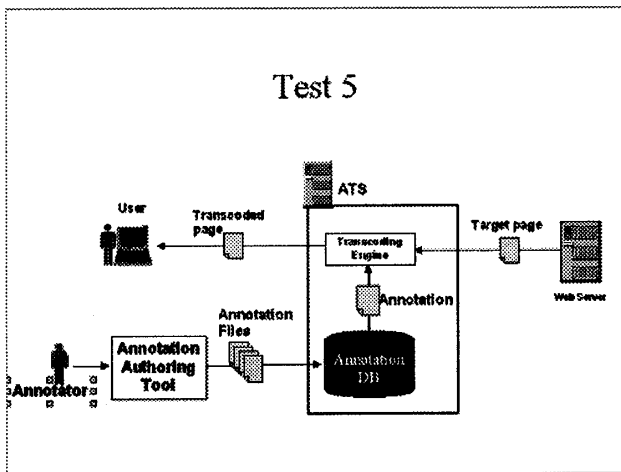 Test 5
ATS
User
Transcoded
page
Target page
Transcoding
Engine
Web Server
Annotation
Annotation
Files
Annotation
Authoring
Tool
Annotation
DB
Annotator